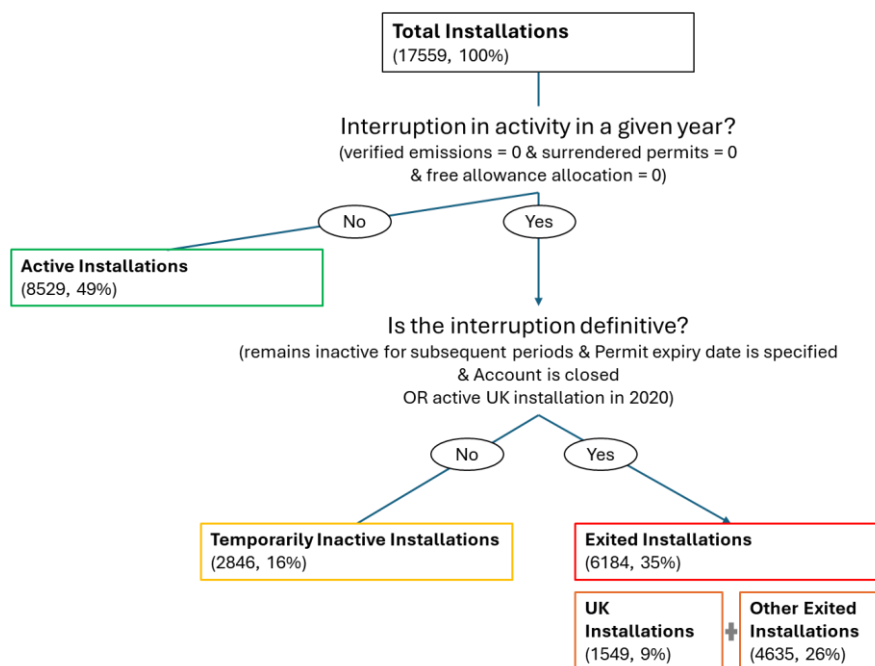 Total Installations
(17559, 100%)
Interruption in activity in a given year?
(verified emissions = 0 & surrendered permits = 0
& free allowance allocation = 0)
No
Yes
Active Installations
(8529, 49%)
Is the interruption definitive?
(remains inactive for subsequent periods & Permit expiry date is specified
& Account is closed
OR active UK installation in 2020)
No
Yes
Temporarily Inactive Installations
(2846, 16%)
Exited Installations
(6184, 35%)
UK
Installations
(1549, 9%)
Other Exited
Installations
(4635, 26%)